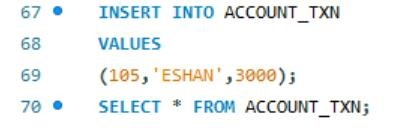 67 INSERT INTO ACCOUNT_TXN
68 VALUES
69 (105,'ESHAN',3000);
70 SELECT * FROM ACCOUNT_TXN;